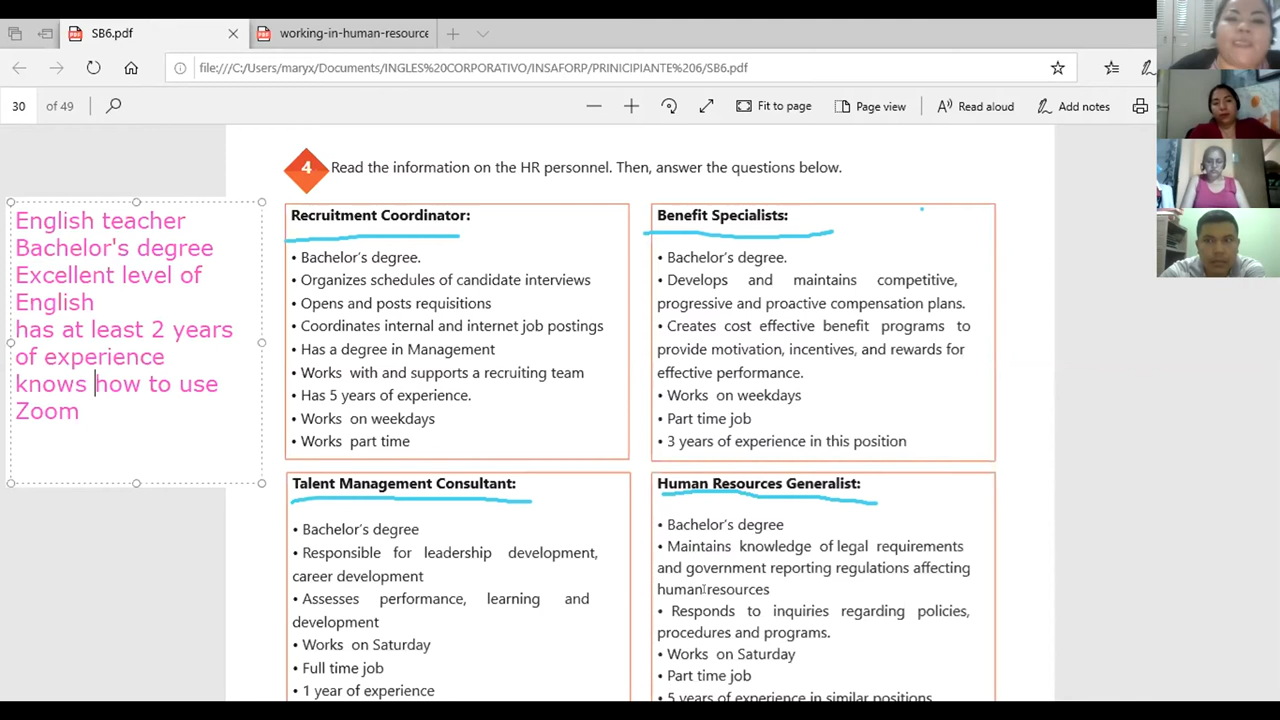 SB6.pdf
working-in-human-resource
file:///C:/Users/maryx/Documents/INGLES%20CORPORATIVO/INSAFORP/PRINICIPIANTE%206/SB6.pdf
30 of 49
Fit to page
Page view
Read aloud
Add notes
4 Read the information on the HR personnel. Then, answer the questions below.
English teacher
Bachelor's degree
Excellent level of
English
has at least 2 years
of experience
knows how to use
Zoom
Recruitment Coordinator:
• Bachelor's degree.
• Organizes schedules of candidate interviews
• Opens and posts requisitions
• Coordinates internal and internet job postings
• Has a degree in Management
• Works with and supports a recruiting team
• Has 5 years of experience.
• Works on weekdays
• Works part time
Benefit Specialists:
• Bachelor's degree.
• Develops and maintains competitive,
progressive and proactive compensation plans.
• Creates cost effective benefit programs to
provide motivation, incentives, and rewards for
effective performance.
• Works on weekdays
• Part time job
• 3 years of experience in this position
Talent Management Consultant:
• Bachelor's degree
• Responsible for leadership development,
career development
• Assesses performance, learning and
development
• Works on Saturday
• Full time job
• 1 year of experience
Human Resources Generalist:
• Bachelor's degree
• Maintains knowledge of legal requirements
and government reporting regulations affecting
human resources
• Responds to inquiries regarding policies,
procedures and programs.
• Works on Saturday
• Part time job
• 5 years of experience in similar positions